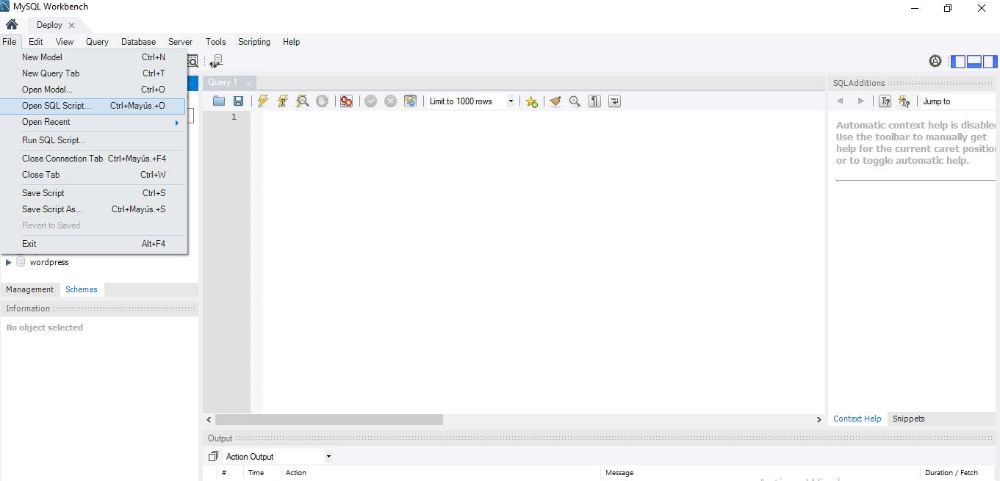 MySQL Workbench
Deploy
File Edit View Query Database Server Tools Scripting Help
New Model Ctrl+N
New Query Tab Ctrl+T
Open Model... Ctrl+O
Open SQL Script... Ctrl+Mayús.+O
Open Recent
Run SQL Script...
Close Connection Tab Ctrl+Mayús.+F4
Close Tab Ctrl+W
Save Script Ctrl+S
Save Script As... Ctrl+Mayús.+S
Revert to Saved
Exit Alt+F4
wordpress
Management Schemas
Information
No object selected
Query 1
Limit to 1000 rows
1
SQLAdditions
Jump to
Automatic context help is disabled
Use the toolbar to manually get
help for the current caret position
or to toggle automatic help.
Context Help Snippets
Output
Action Output
# Time Action Message Duration / Fetch